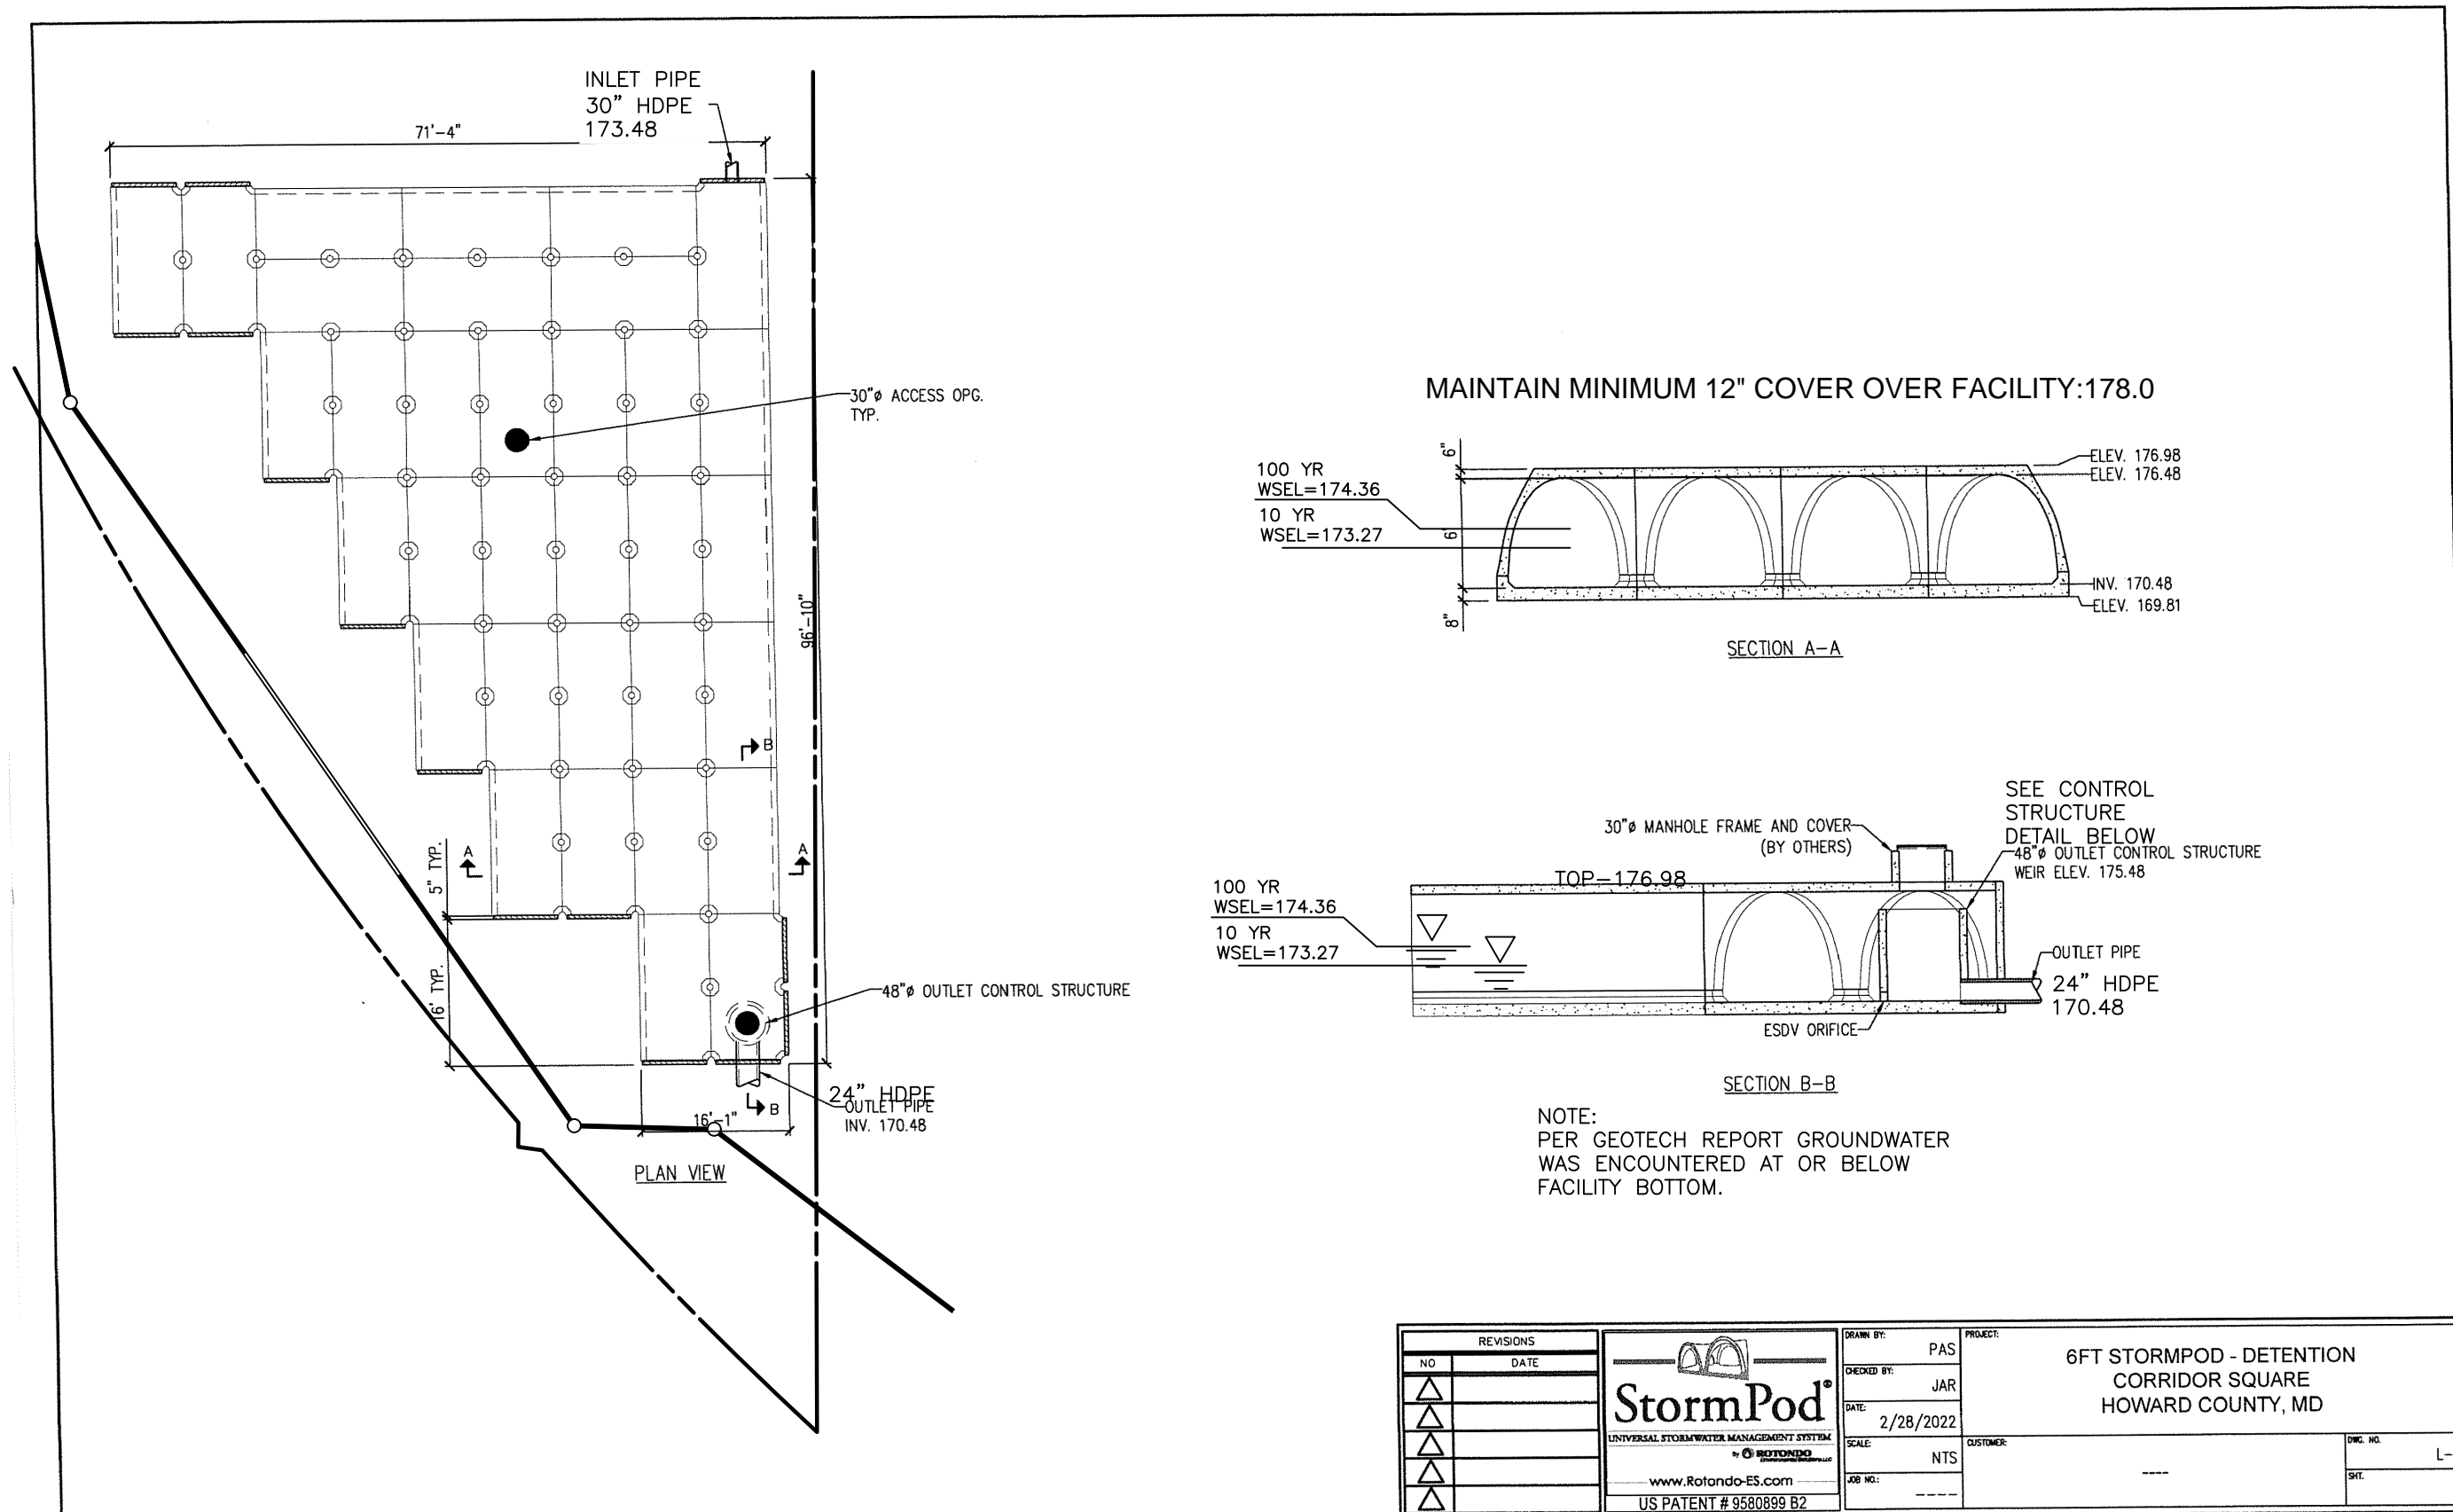 INLET PIPE
30" HDPE
173.48
71'-4"
30"ø ACCESS OPG.
TYP.
96'-10"
B
A
A
5" TYP.
16' TYP.
48"ø OUTLET CONTROL STRUCTURE
24" HDPE
OUTLET PIPE
INV. 170.48
B
16'-1"
PLAN VIEW
MAINTAIN MINIMUM 12" COVER OVER FACILITY:178.0
6"
100 YR
WSEL=174.36
10 YR
WSEL=173.27
6'
8"
ELEV. 176.98
ELEV. 176.48
INV. 170.48
ELEV. 169.81
SECTION A-A
SEE CONTROL
STRUCTURE
DETAIL BELOW
30"ø MANHOLE FRAME AND COVER
(BY OTHERS)
48"ø OUTLET CONTROL STRUCTURE
WEIR ELEV. 175.48
TOP-176.98
100 YR
WSEL=174.36
10 YR
WSEL=173.27
OUTLET PIPE
24" HDPE
170.48
ESDV ORIFICE
SECTION B-B
NOTE:
PER GEOTECH REPORT GROUNDWATER
WAS ENCOUNTERED AT OR BELOW
FACILITY BOTTOM.
REVISIONS
NO DATE
StormPod®
UNIVERSAL STORMWATER MANAGEMENT SYSTEM
by ROTONDO
www.Rotondo-ES.com
US PATENT # 9580899 B2
DRAWN BY:
PAS
CHECKED BY:
JAR
DATE:
2/28/2022
SCALE:
NTS
JOB NO.:
----
PROJECT:
6FT STORMPOD - DETENTION
CORRIDOR SQUARE
HOWARD COUNTY, MD
CUSTOMER:
----
DWG. NO.
L-
SHT.